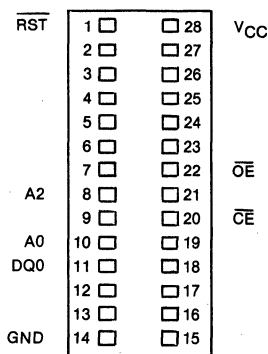 RST 1 28 VCC
2 27
3 26
4 25
5 24
6 23
7 22 OE
A2 8 21
9 20 CE
A0 10 19
DQ0 11 18
12 17
13 16
GND 14 15